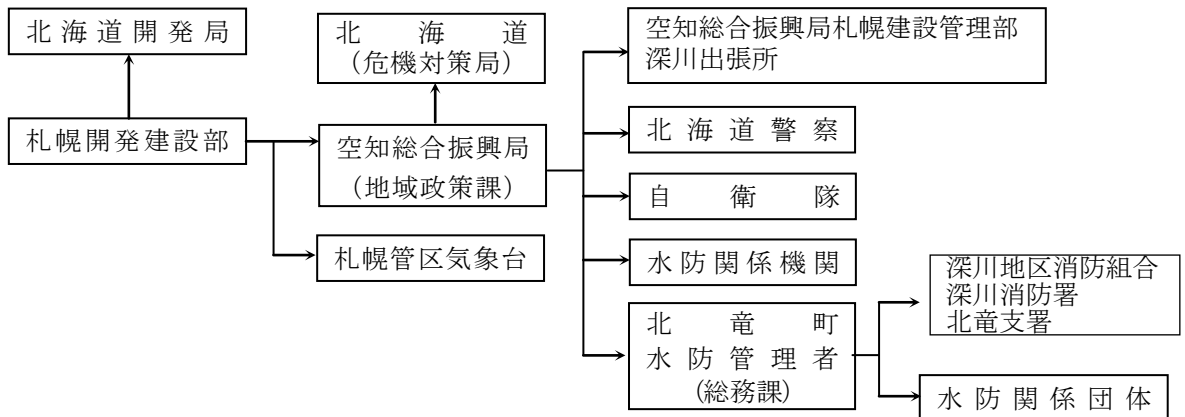 北海道開発局
札幌開発建設部
北海道
(危機対策局)
空知総合振興局
(地域政策課)
札幌管区気象台
空知総合振興局札幌建設管理部
深川出張所
北海道警察
自衛隊
水防関係機関
北竜町
水防管理者
(総務課)
深川地区消防組合
深川消防署
北竜支署
水防関係団体